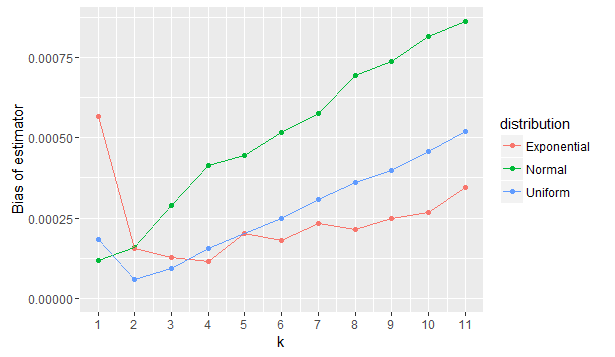 Bias of estimator
0.00075
0.00050
0.00025
0.00000
1 2 3 4 5 6 7 8 9 10 11
k
distribution
Exponential
Normal
Uniform